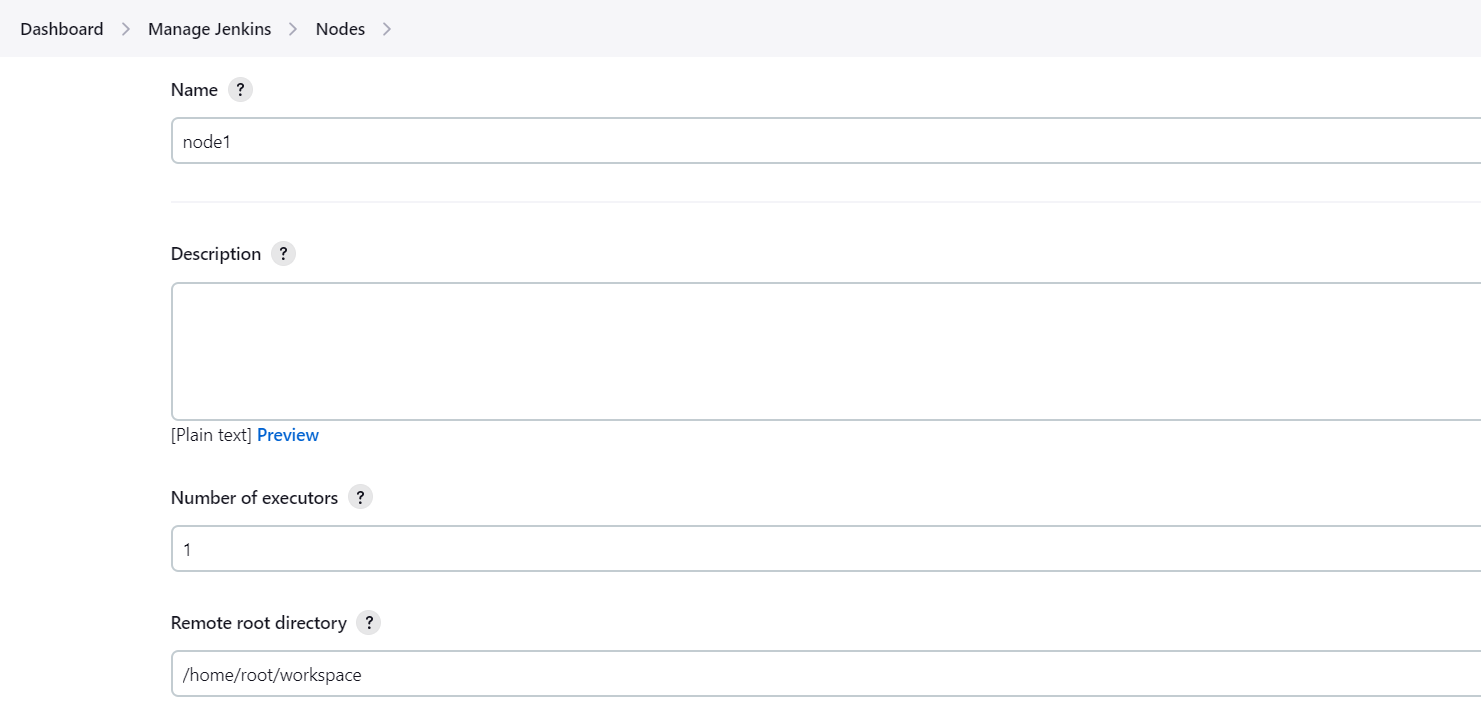 Dashboard > Manage Jenkins > Nodes >
Name ?
node1
Description ?
[Plain text] Preview
Number of executors ?
1
Remote root directory ?
/home/root/workspace